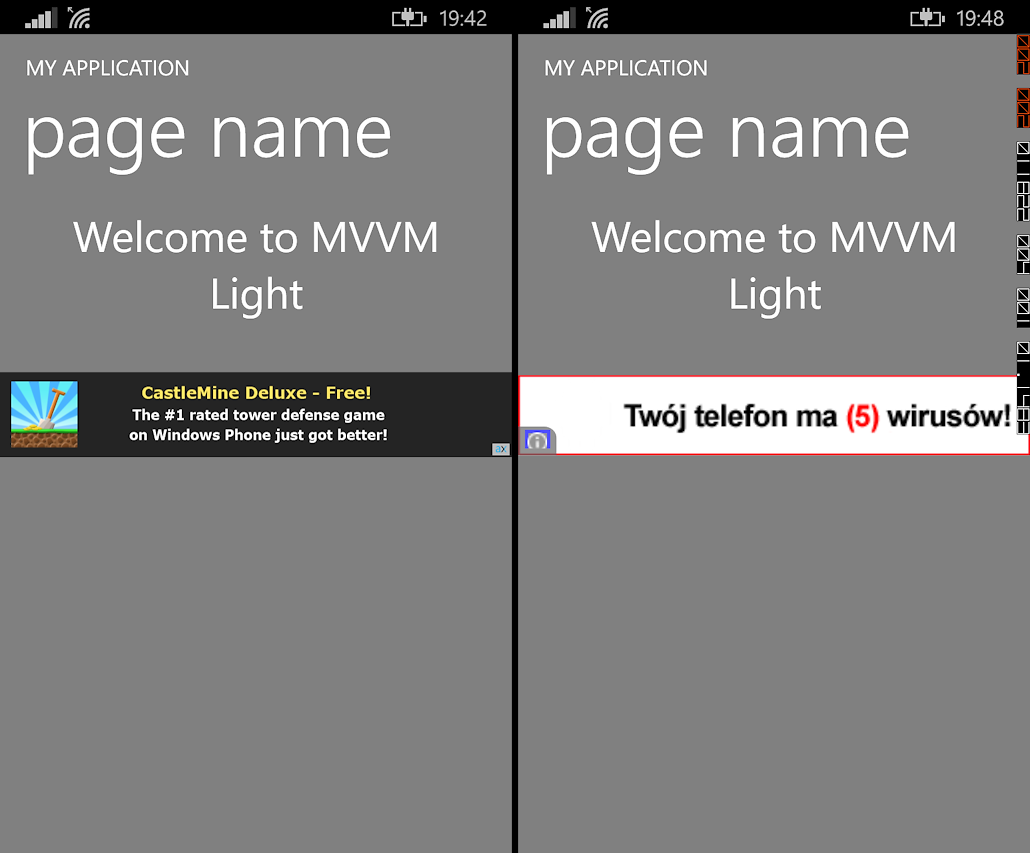 19:42
MY APPLICATION
page name
Welcome to MVVM
Light
CastleMine Deluxe - Free!
The #1 rated tower defense game
on Windows Phone just got better!
ax
19:48
MY APPLICATION
page name
Welcome to MVVM
Light
Twój telefon ma (5) wirusów!